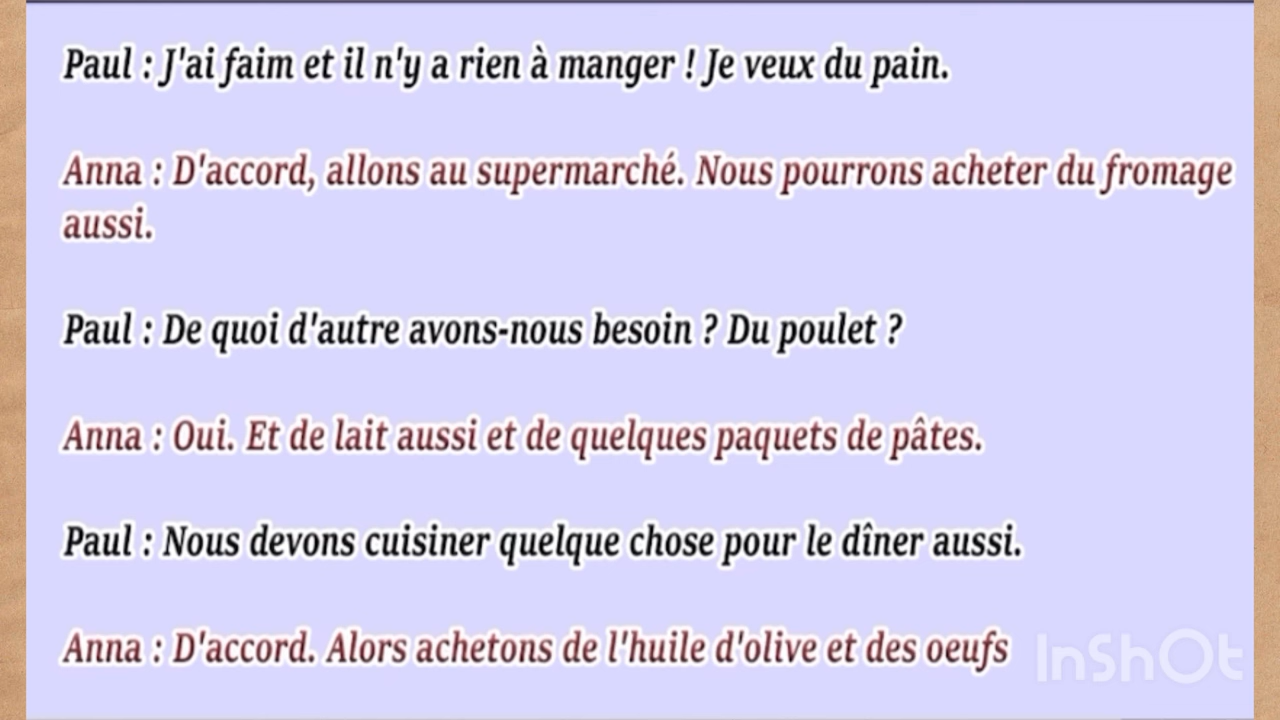 Paul : J'ai faim et il n'y a rien à manger ! Je veux du pain.
Anna : D'accord, allons au supermarché. Nous pourrons acheter du fromage
aussi.
Paul : De quoi d'autre avons-nous besoin ? Du poulet ?
Anna : Oui. Et de lait aussi et de quelques paquets de pâtes.
Paul : Nous devons cuisiner quelque chose pour le dîner aussi.
Anna : D'accord. Alors achetons de l'huile d'olive et des oeufs
InShOt